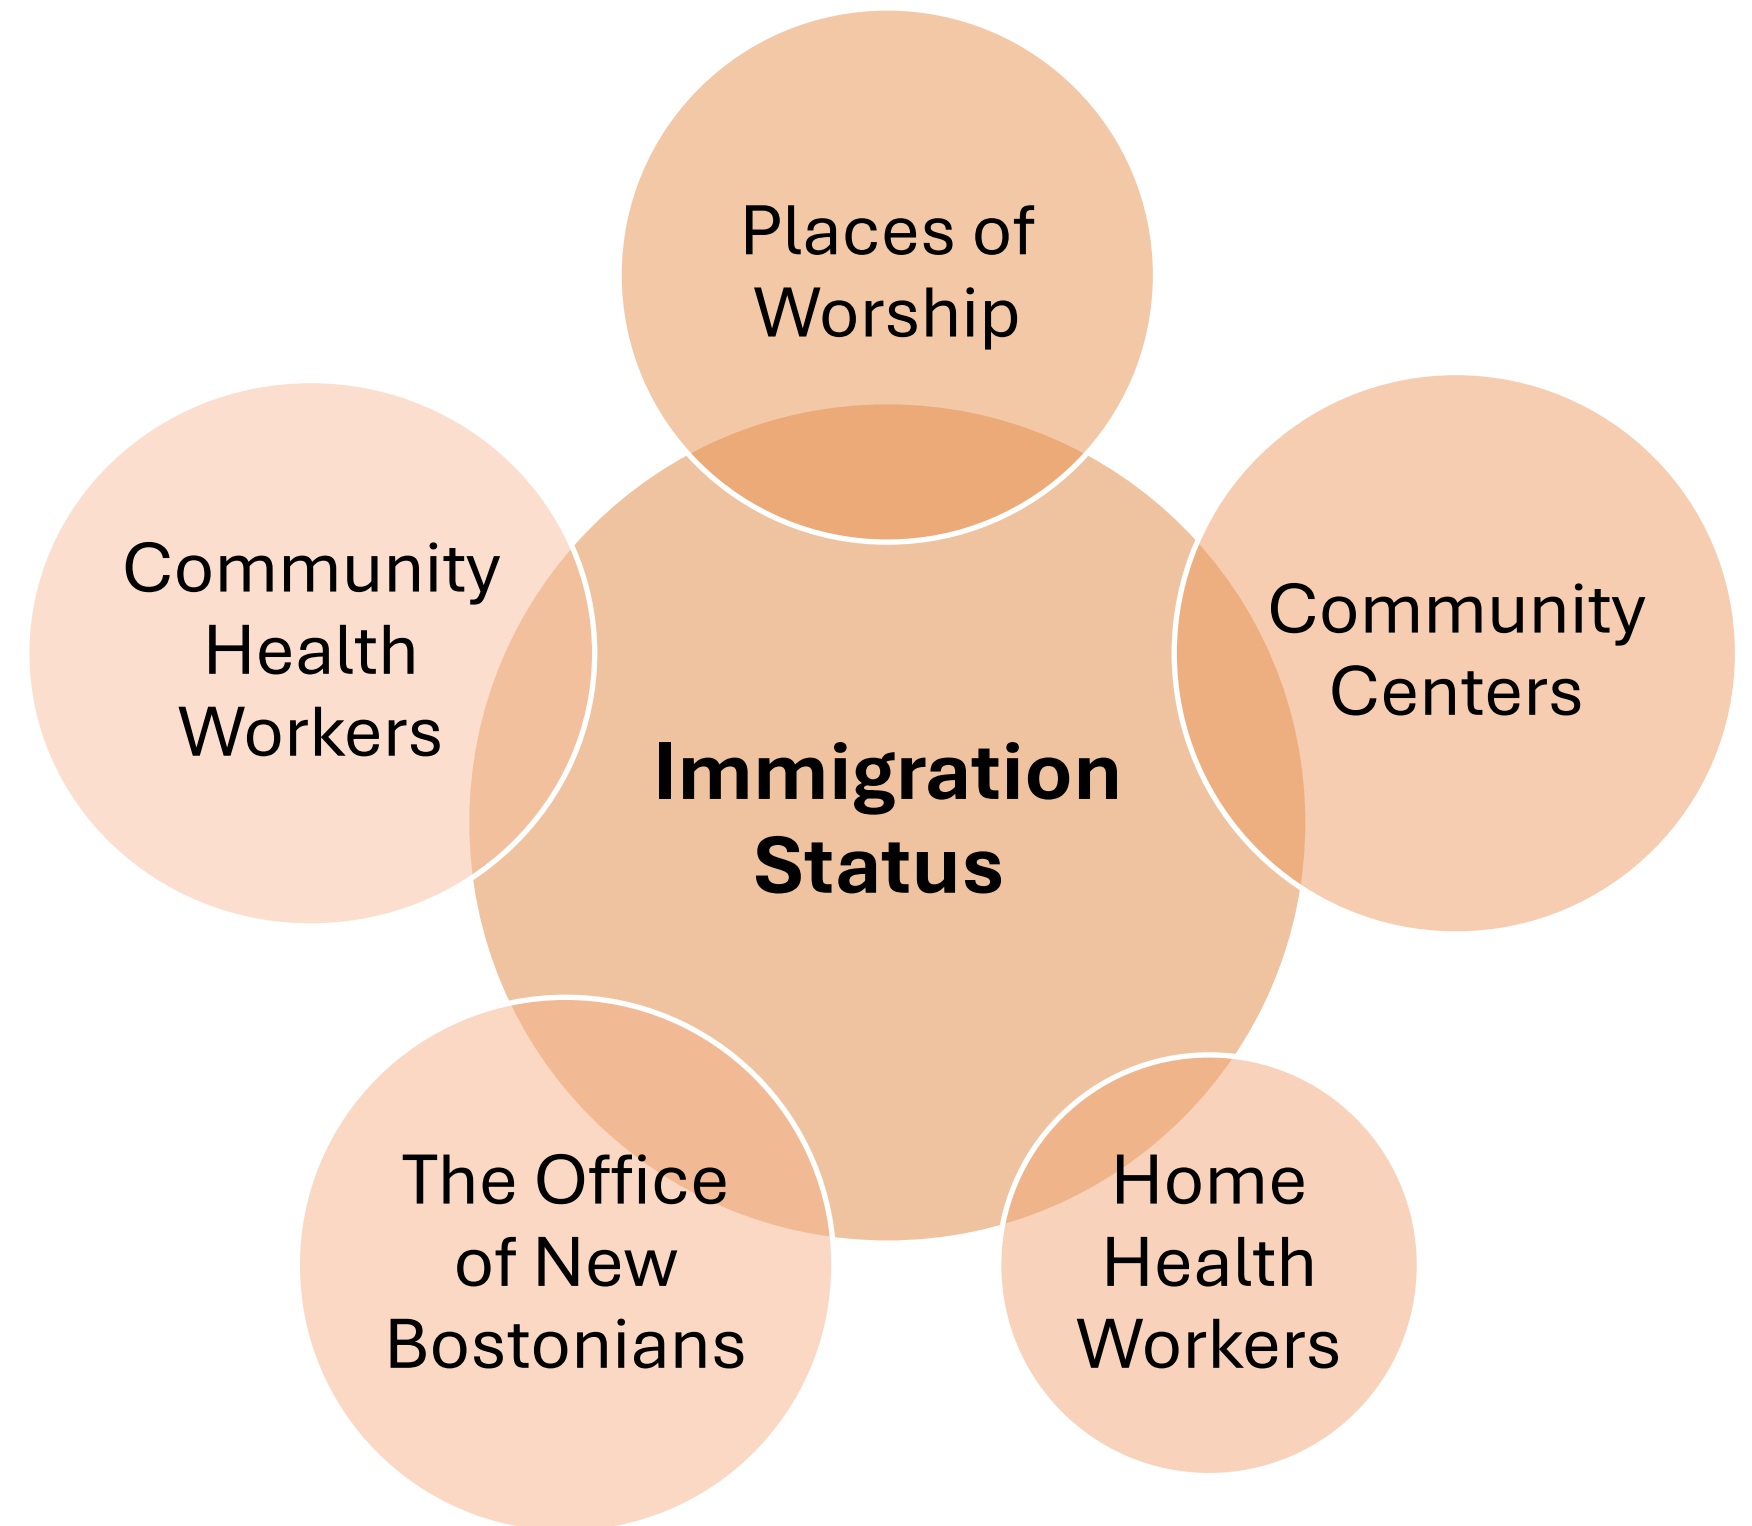 Places of
Worship
Community
Health
Workers
Community
Centers
Immigration
Status
The Office
of New
Bostonians
Home
Health
Workers